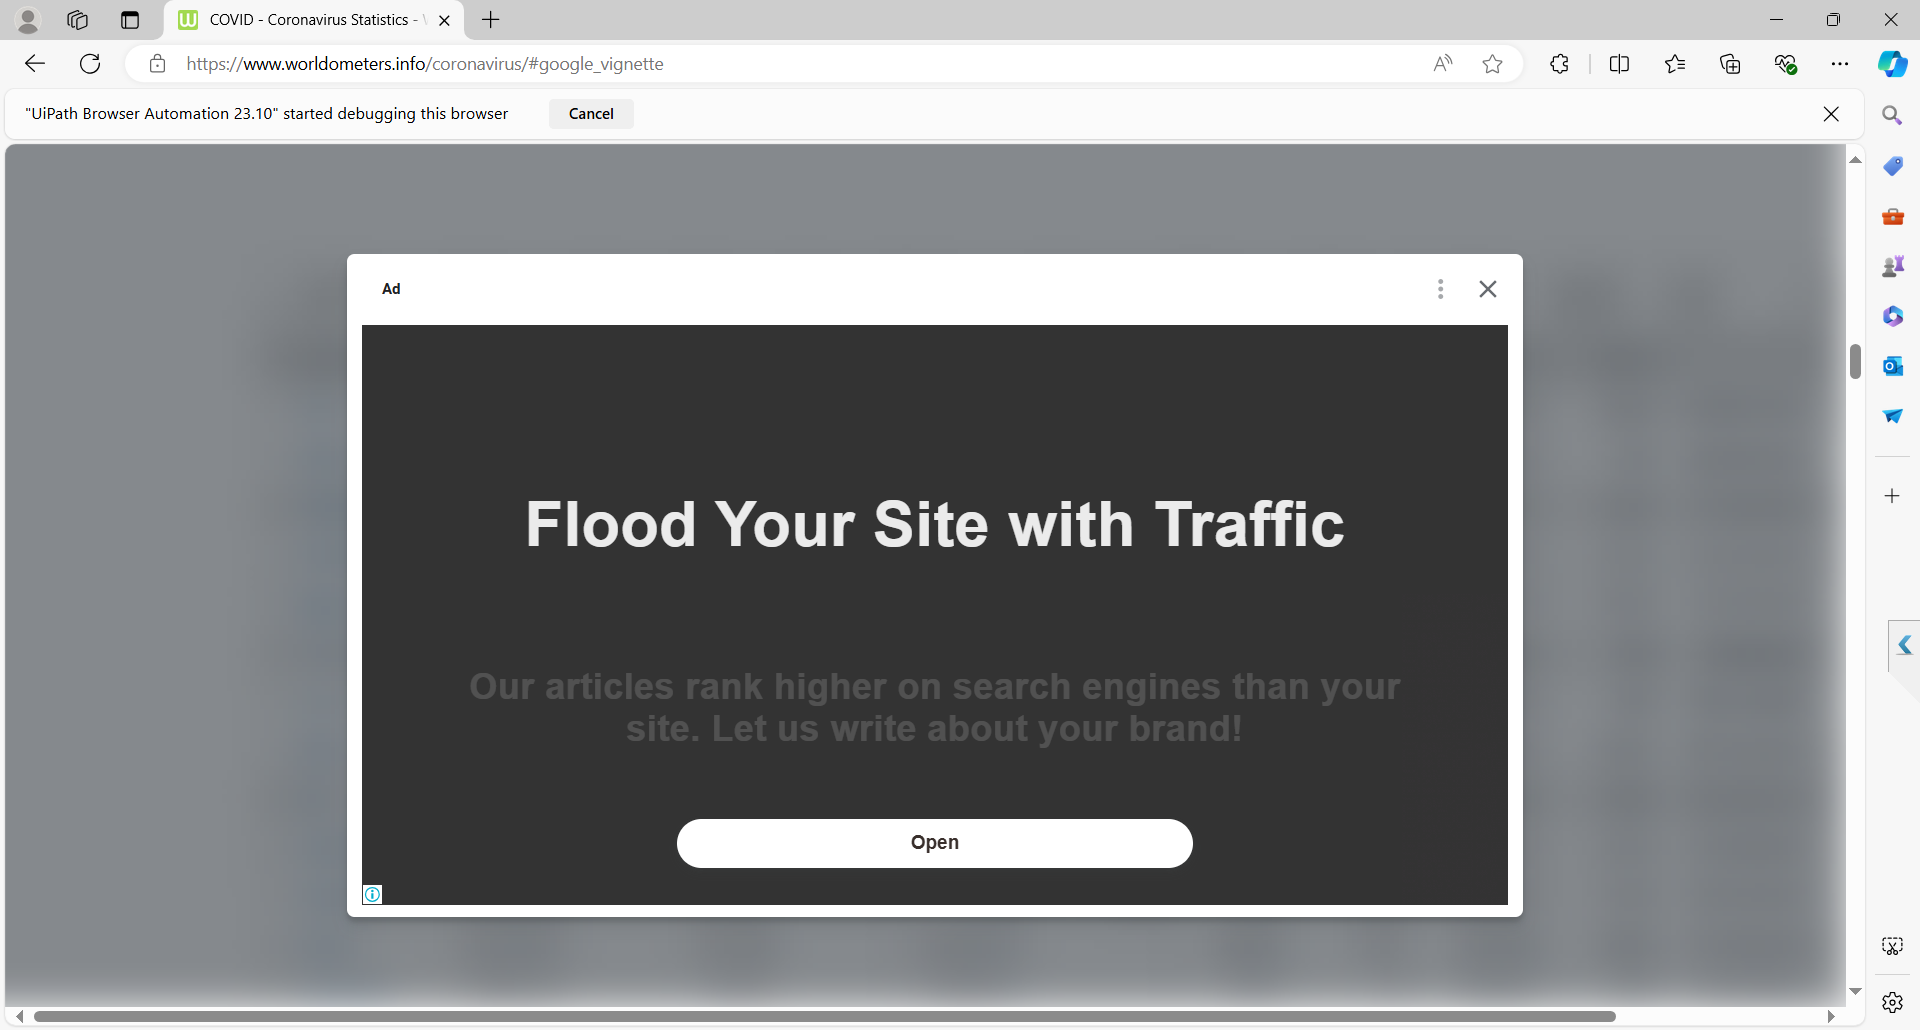 COVID - Coronavirus Statistics -
https://www.worldometers.info/coronavirus/#google_vignette
"UiPath Browser Automation 23.10" started debugging this browser
Cancel
Ad
Flood Your Site with Traffic
Our articles rank higher on search engines than your
site. Let us write about your brand!
Open